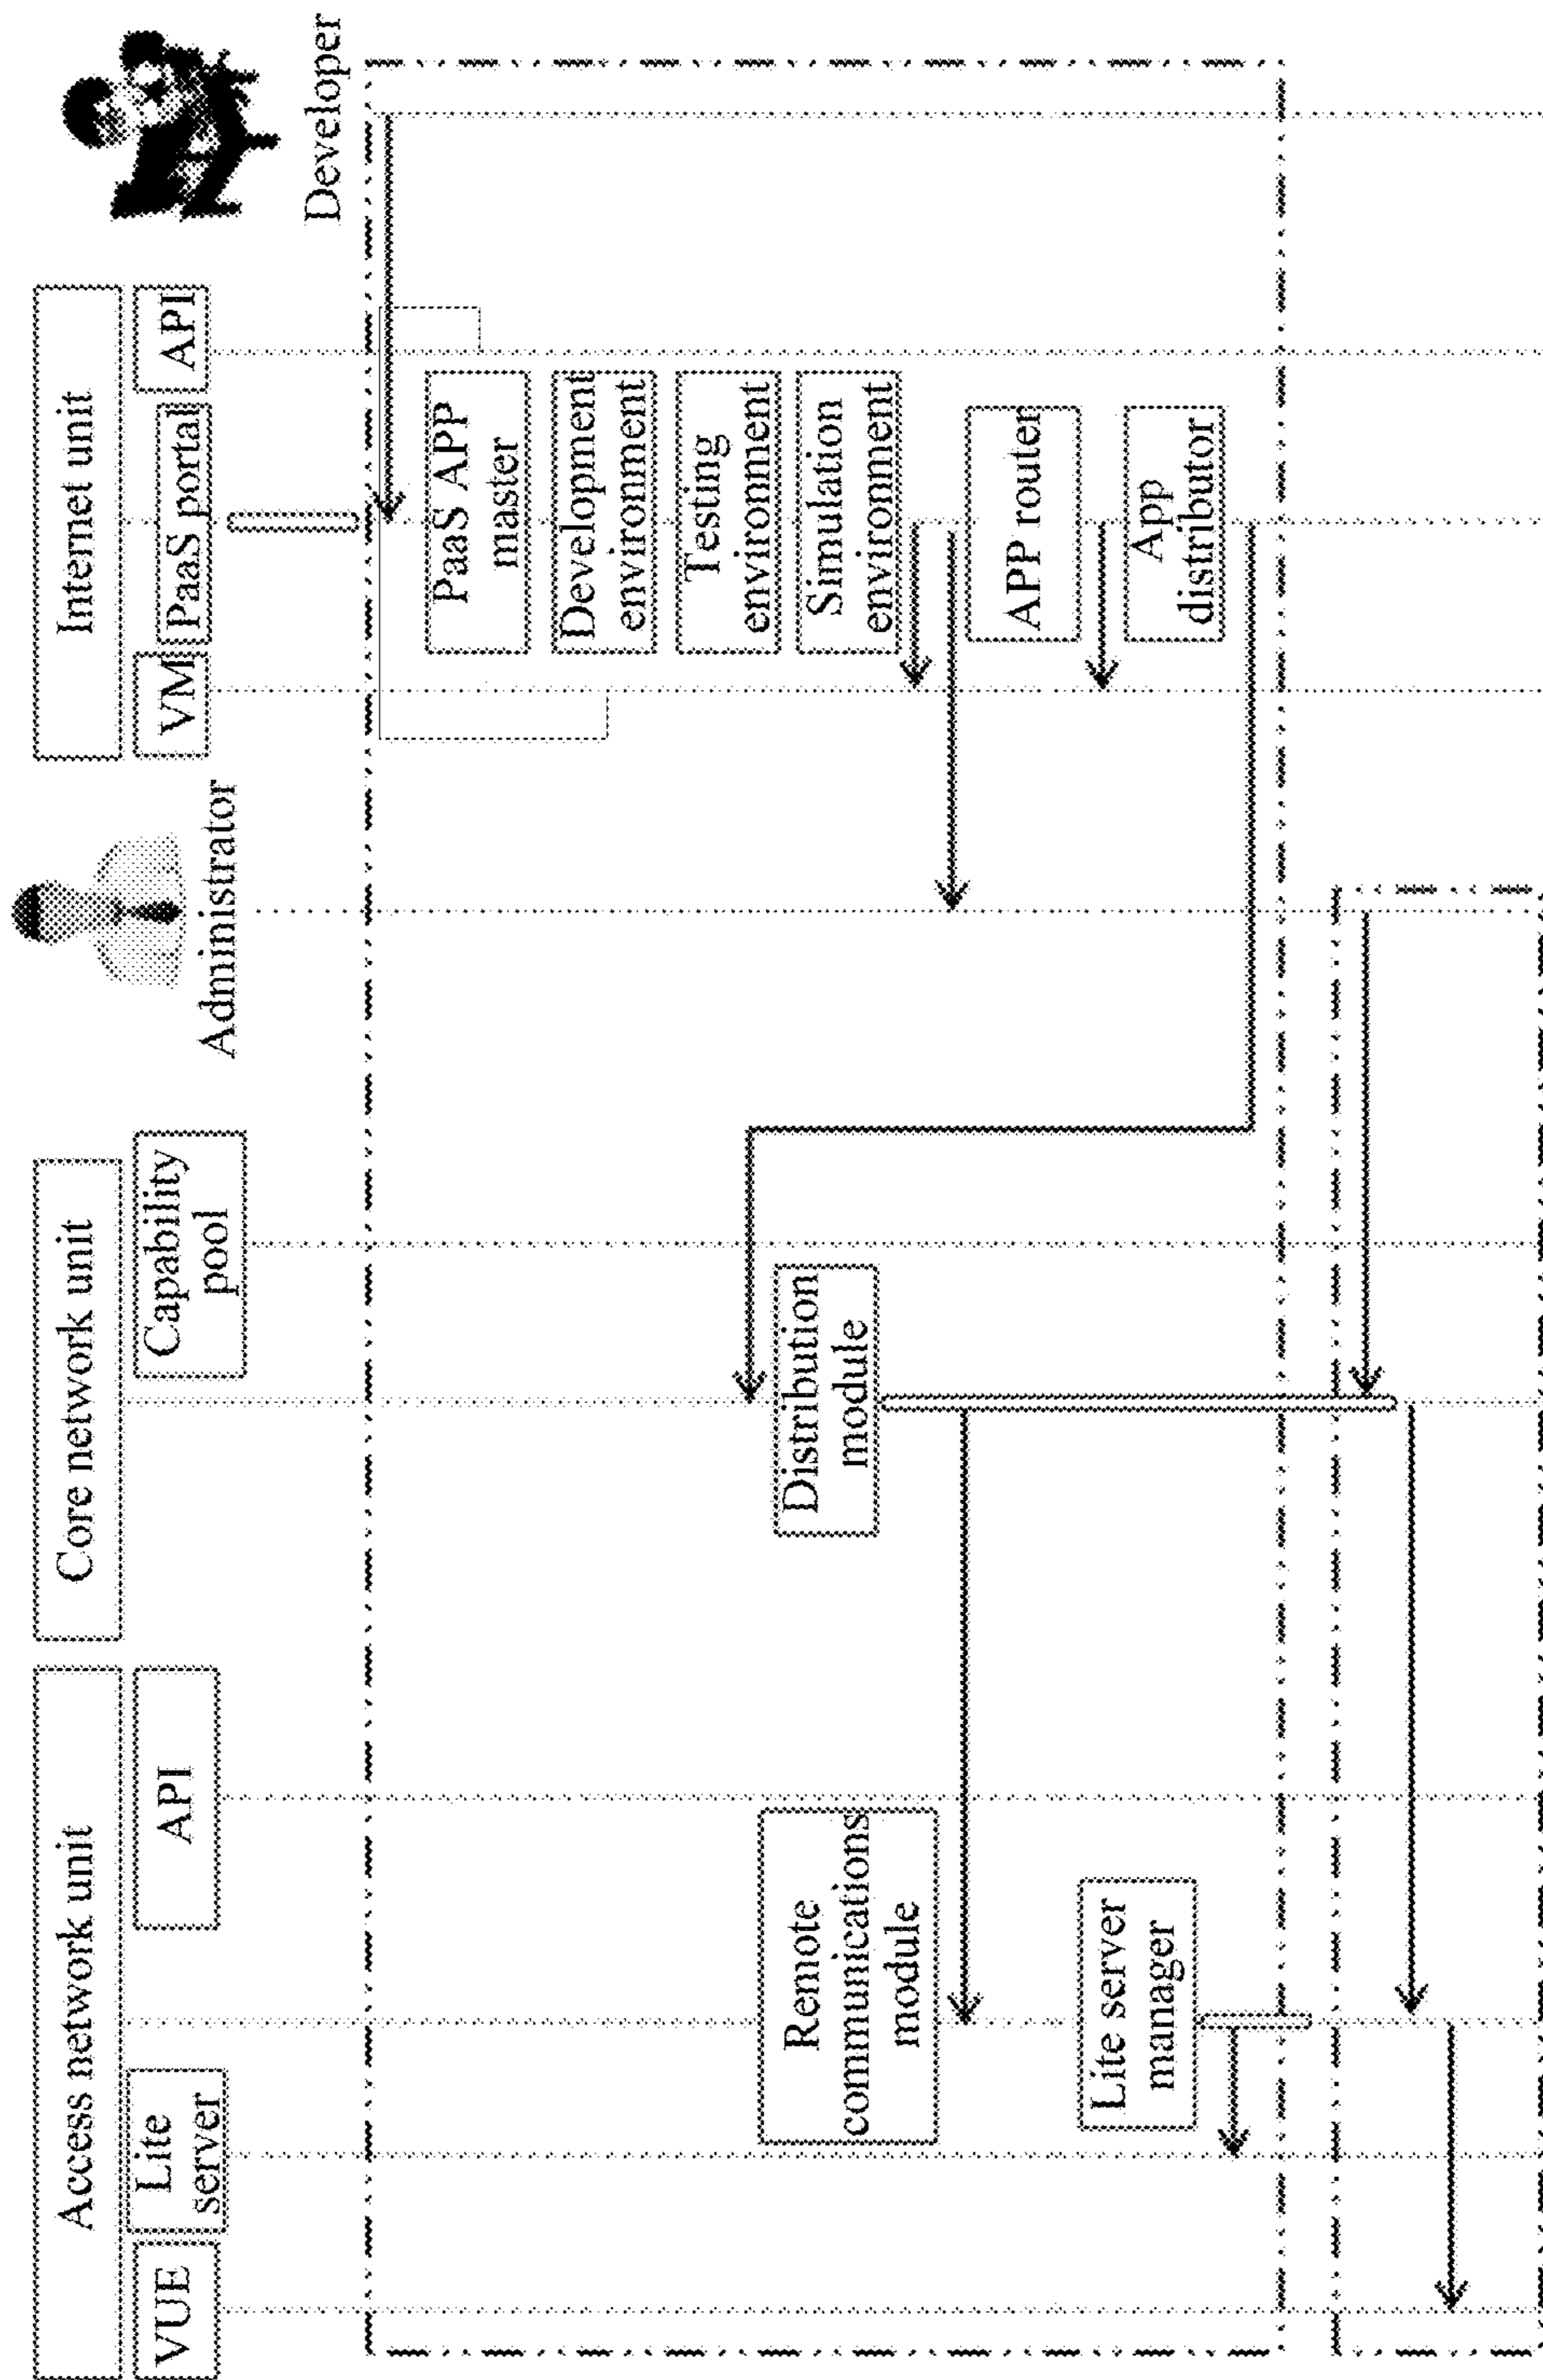 Access network unit
VUE
Lite
server
API
Core network unit
Capability
pool
Administrator
Internet unit
VM
PaaS portal
API
Developer
PaaS APP
master
Development
environment
Testing
environment
Simulation
environment
APP router
App
distributor
Distribution
module
Remote
communications
module
Lite server
manager